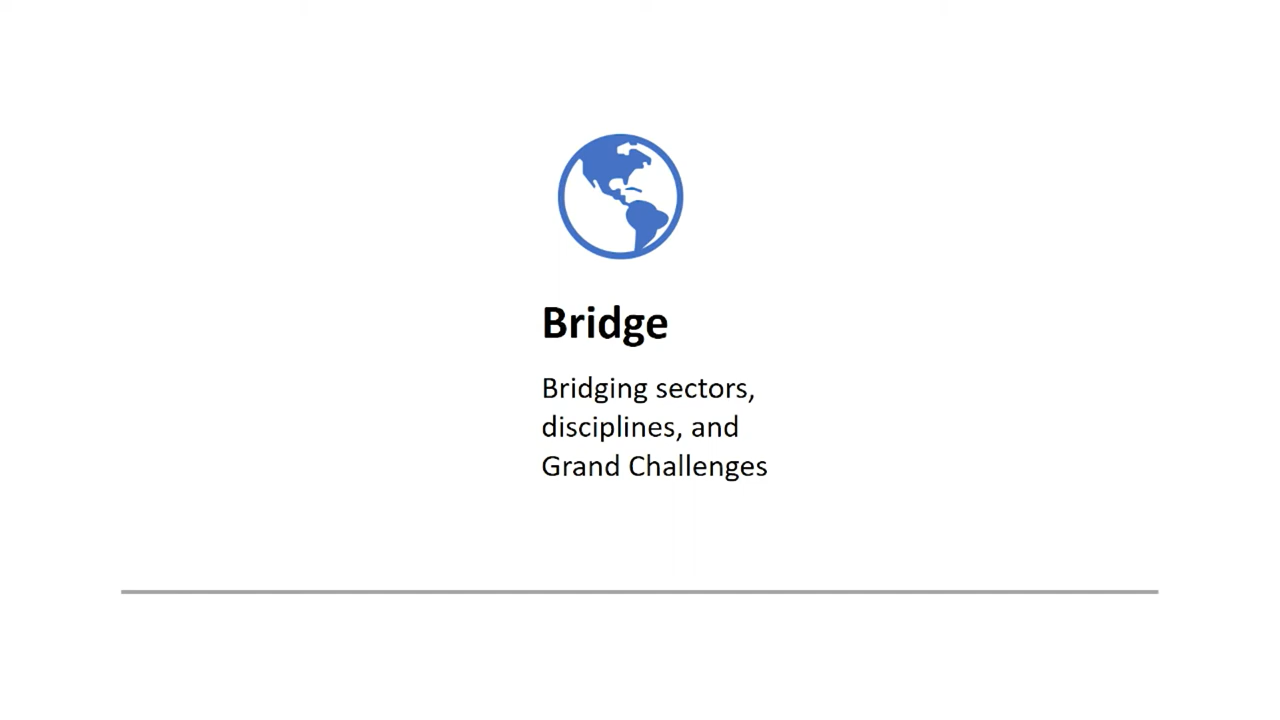 Bridge
Bridging sectors,
disciplines, and
Grand Challenges